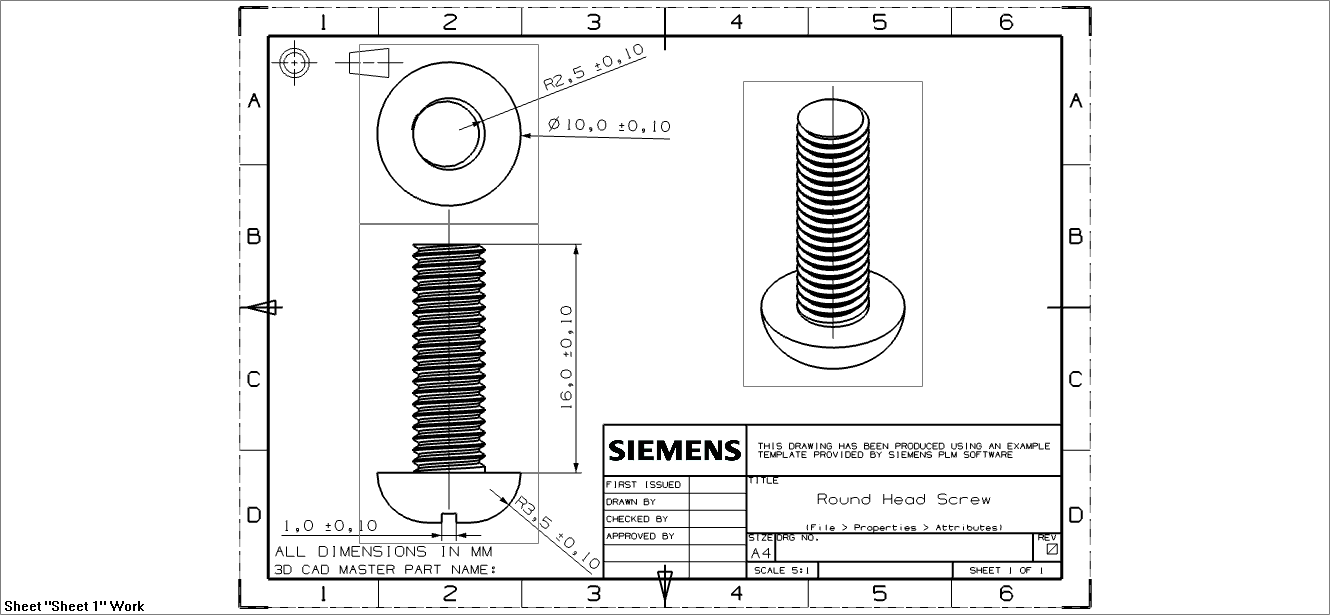 1 2 3 4 5 6
A A
R2,5 ±0,10
Ø10,0 ±0,10
B B
16,0 ±0,10
C C
SIEMENS
THIS DRAWING HAS BEEN PRODUCED USING AN EXAMPLE
TEMPLATE PROVIDED BY SIEMENS PLM SOFTWARE
FIRST ISSUED
DRAWN BY
CHECKED BY
APPROVED BY
TITLE
Round Head Screw
(File > Properties > Attributes)
D D
R3,5 ±0,10
1,0 ±0,10
SIZE DRG NO. REV
A4
ALL DIMENSIONS IN MM
3D CAD MASTER PART NAME:
SCALE 5:1 SHEET 1 OF 1
1 2 3 4 5 6
Sheet "Sheet 1" Work